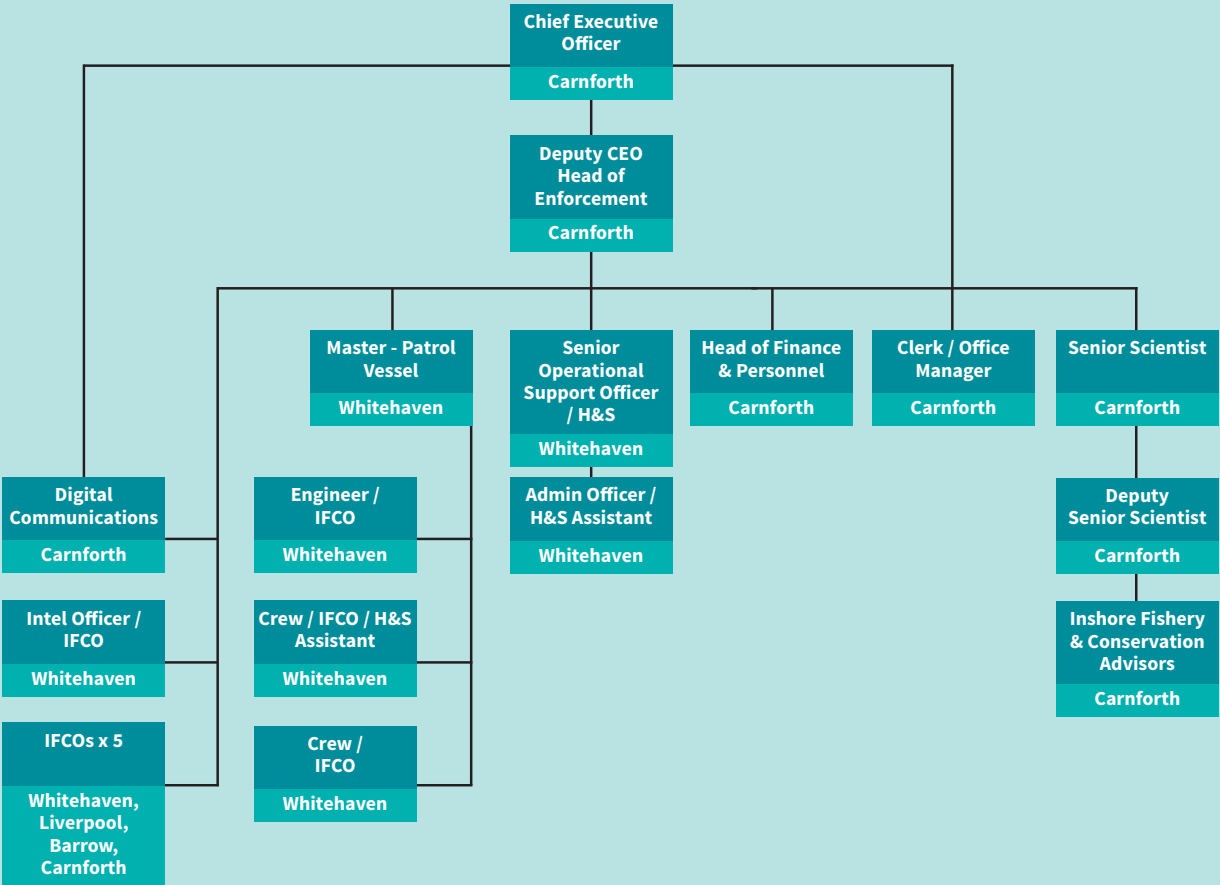 Chief Executive
Officer
Carnforth
Deputy CEO
Head of
Enforcement
Carnforth
Master - Patrol
Vessel
Whitehaven
Senior
Operational
Support Officer
/ H&S
Whitehaven
Head of Finance
& Personnel
Carnforth
Clerk / Office
Manager
Carnforth
Senior Scientist
Carnforth
Digital
Communications
Carnforth
Engineer /
IFCO
Whitehaven
Admin Officer /
H&S Assistant
Whitehaven
Deputy
Senior Scientist
Carnforth
Intel Officer /
IFCO
Whitehaven
Crew / IFCO / H&S
Assistant
Whitehaven
Inshore Fishery
& Conservation
Advisors
Carnforth
IFCOs x 5
Whitehaven,
Liverpool,
Barrow,
Carnforth
Crew /
IFCO
Whitehaven